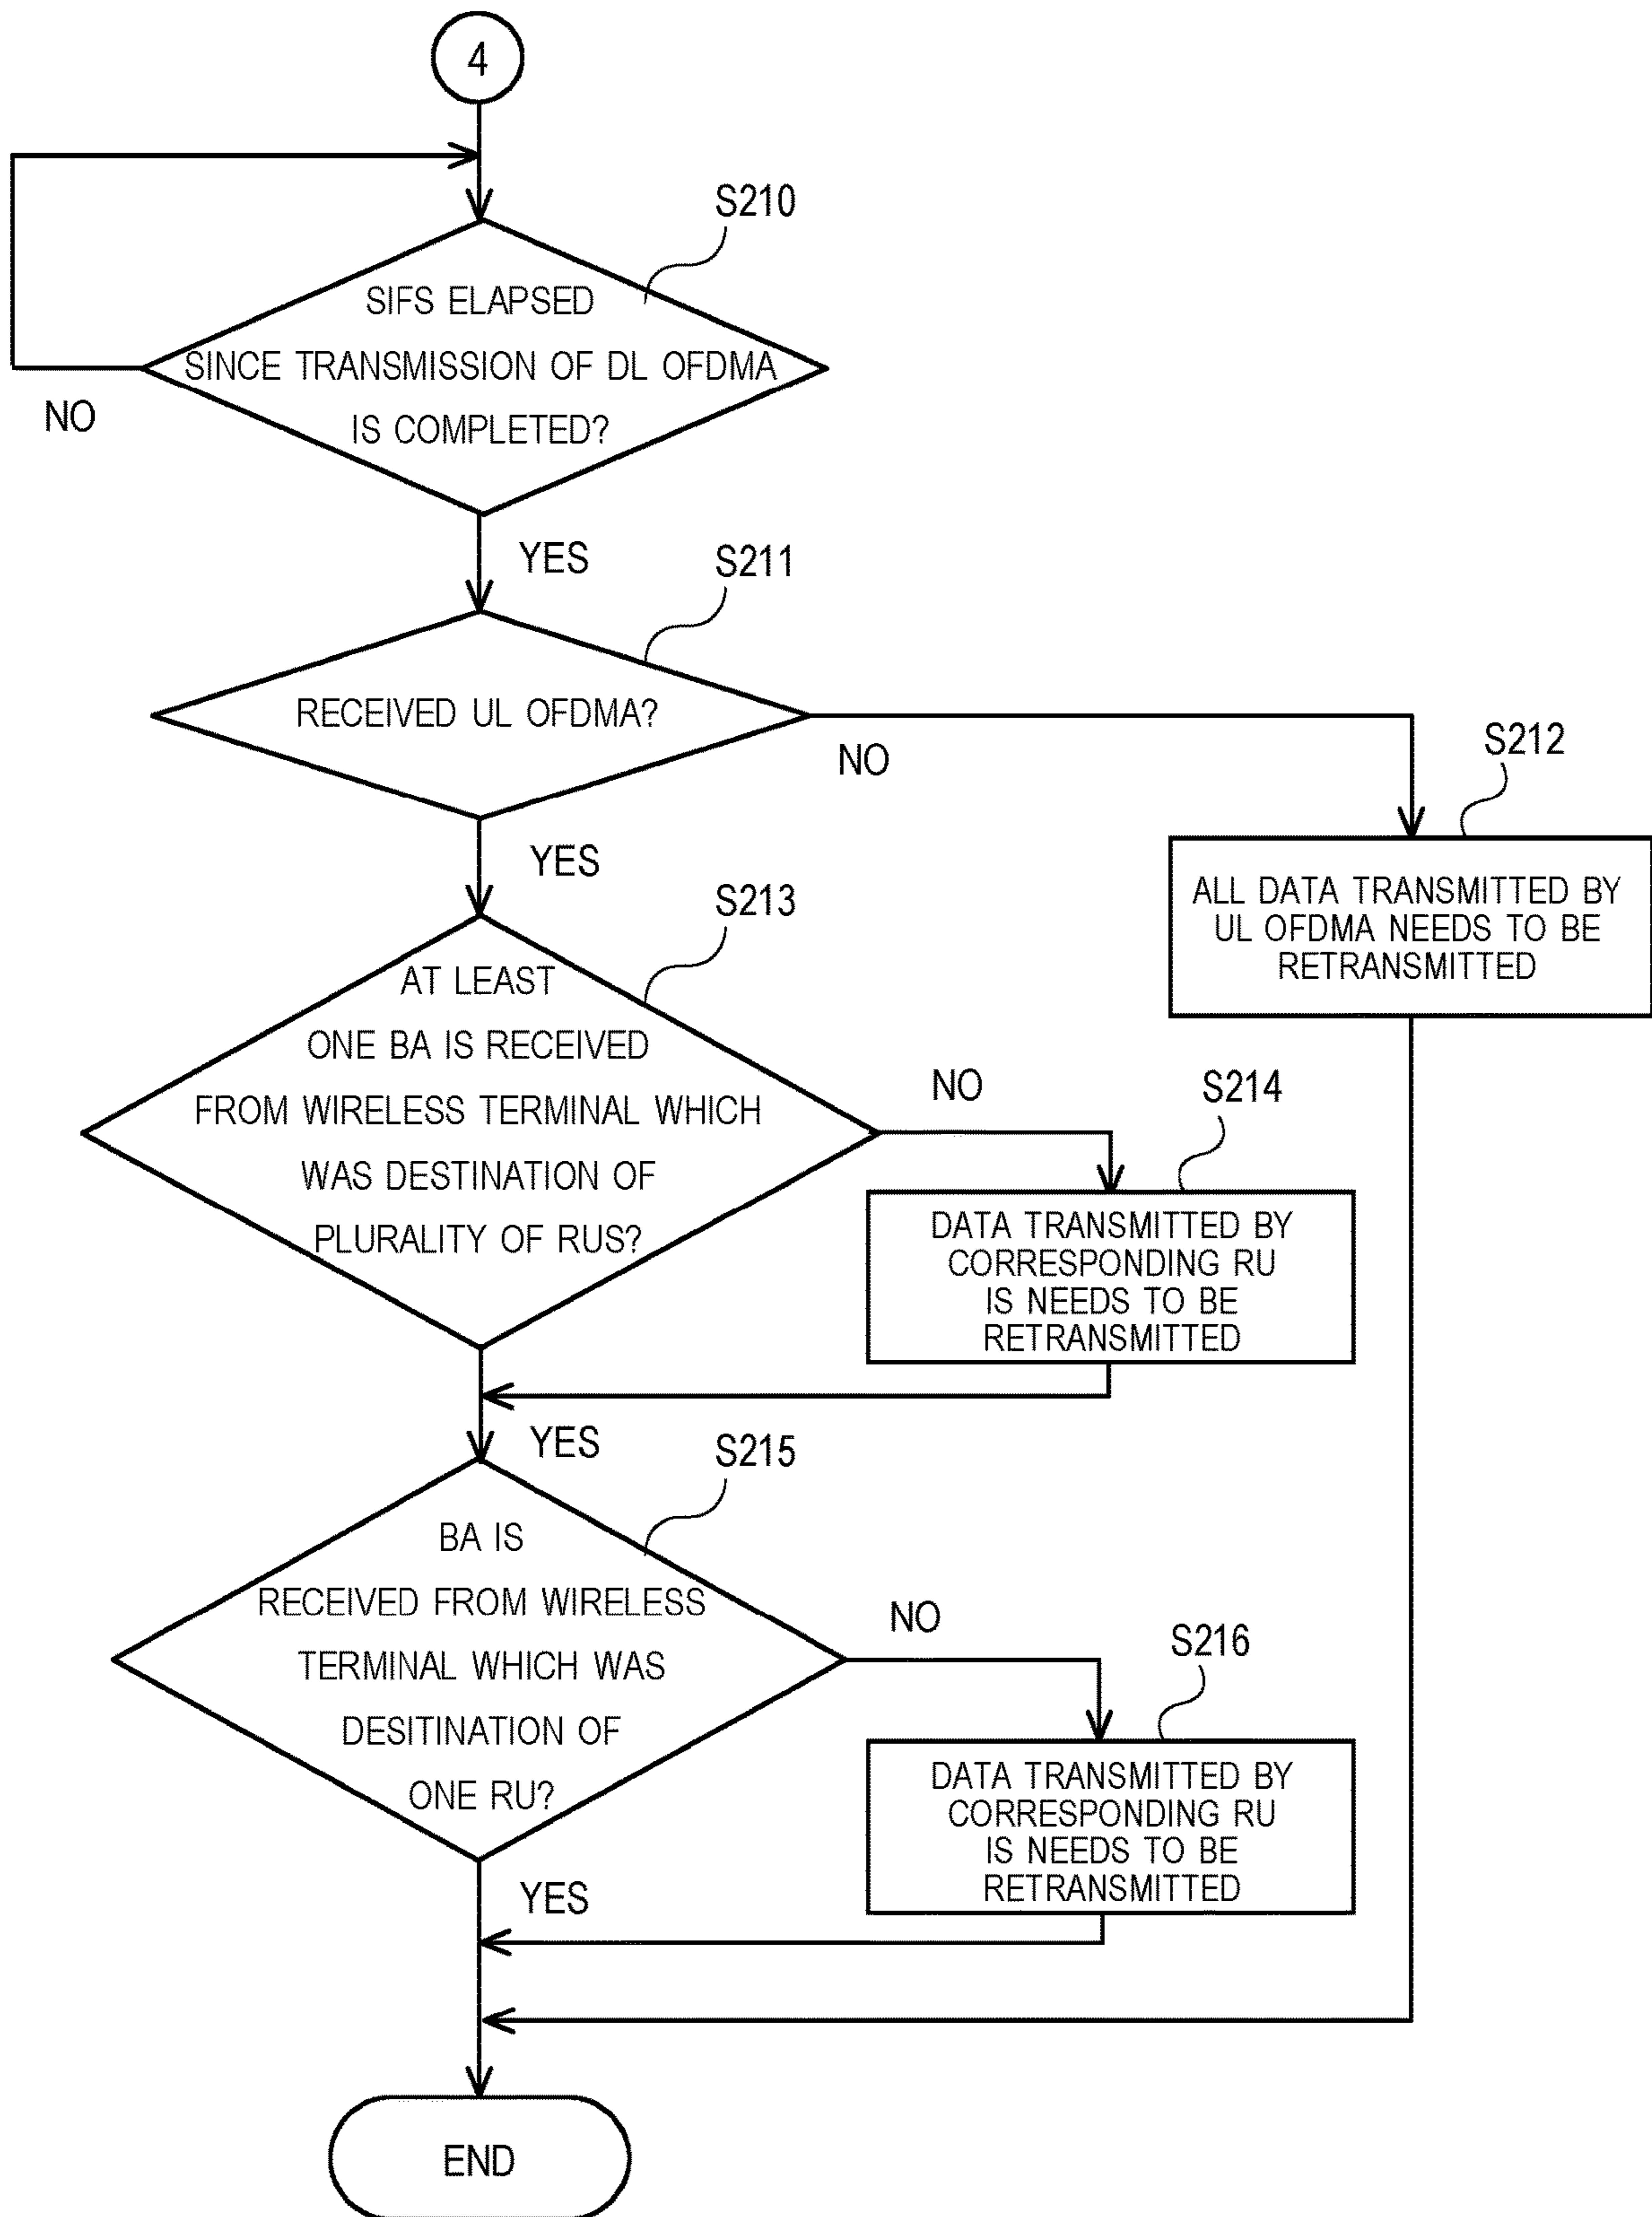 4
S210
SIFS ELAPSED
SINCE TRANSMISSION OF DL OFDMA
IS COMPLETED?
NO
YES
S211
RECEIVED UL OFDMA?
NO
S212
YES
ALL DATA TRANSMITTED BY
UL OFDMA NEEDS TO BE
RETRANSMITTED
S213
AT LEAST
ONE BA IS RECEIVED
FROM WIRELESS TERMINAL WHICH
WAS DESTINATION OF
PLURALITY OF RUS?
NO
S214
DATA TRANSMITTED BY
CORRESPONDING RU
IS NEEDS TO BE
RETRANSMITTED
YES
S215
BA IS
RECEIVED FROM WIRELESS
TERMINAL WHICH WAS
DESITINATION OF
ONE RU?
NO
S216
DATA TRANSMITTED BY
CORRESPONDING RU
IS NEEDS TO BE
RETRANSMITTED
YES
END